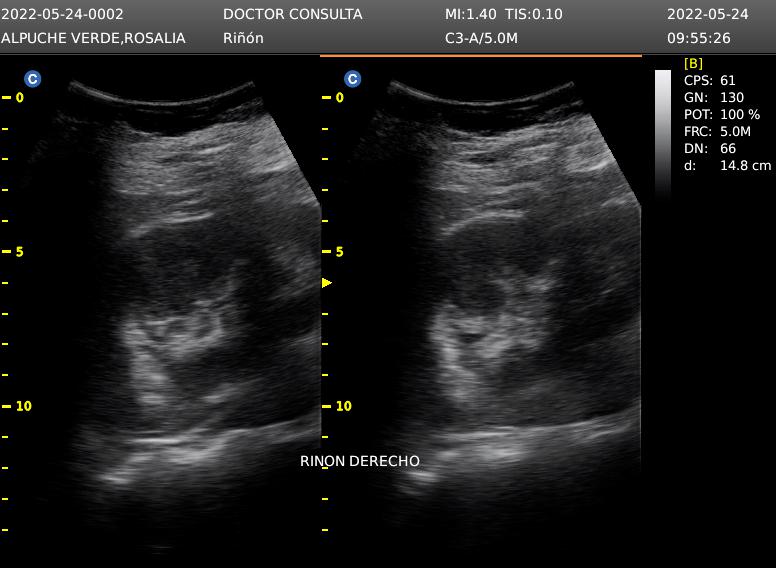 2022-05-24-0002 DOCTOR CONSULTA MI:1.40 TIS:0.10 2022-05-24
ALPUCHE VERDE,ROSALIA Riñón C3-A/5.0M 09:55:26
[B]
CPS: 61
GN: 130
POT: 100 %
FRC: 5.0M
DN: 66
d: 14.8 cm
C C
0 0
5 5
10 10
RINON DERECHO